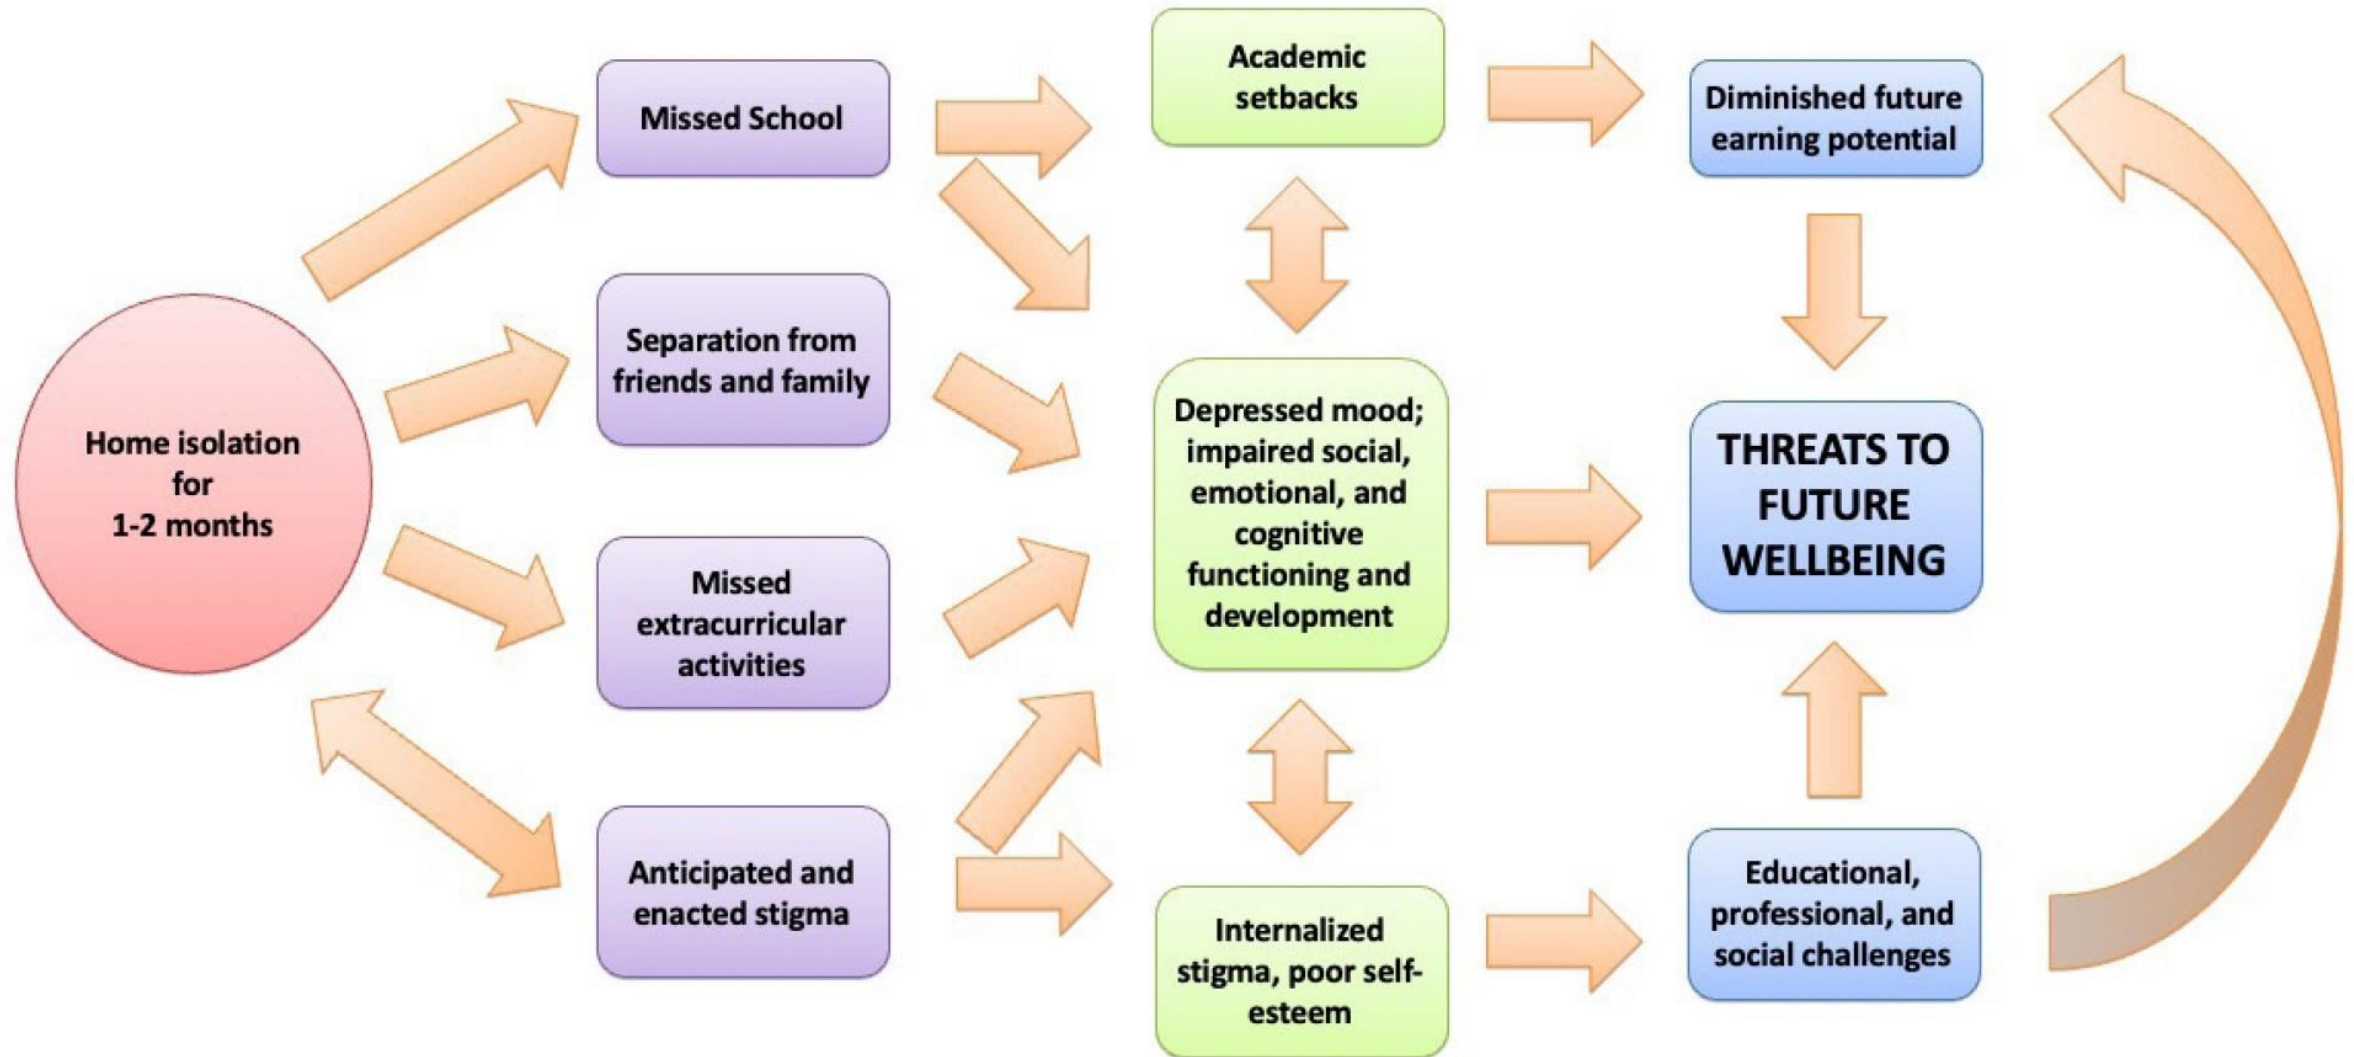 Home isolation
for
1-2 months
Missed School
Separation from
friends and family
Missed
extracurricular
activities
Anticipated and
enacted stigma
Academic
setbacks
Depressed mood;
impaired social,
emotional, and
cognitive
functioning and
development
Internalized
stigma, poor self-
esteem
Diminished future
earning potential
THREATS TO
FUTURE
WELLBEING
Educational,
professional, and
social challenges